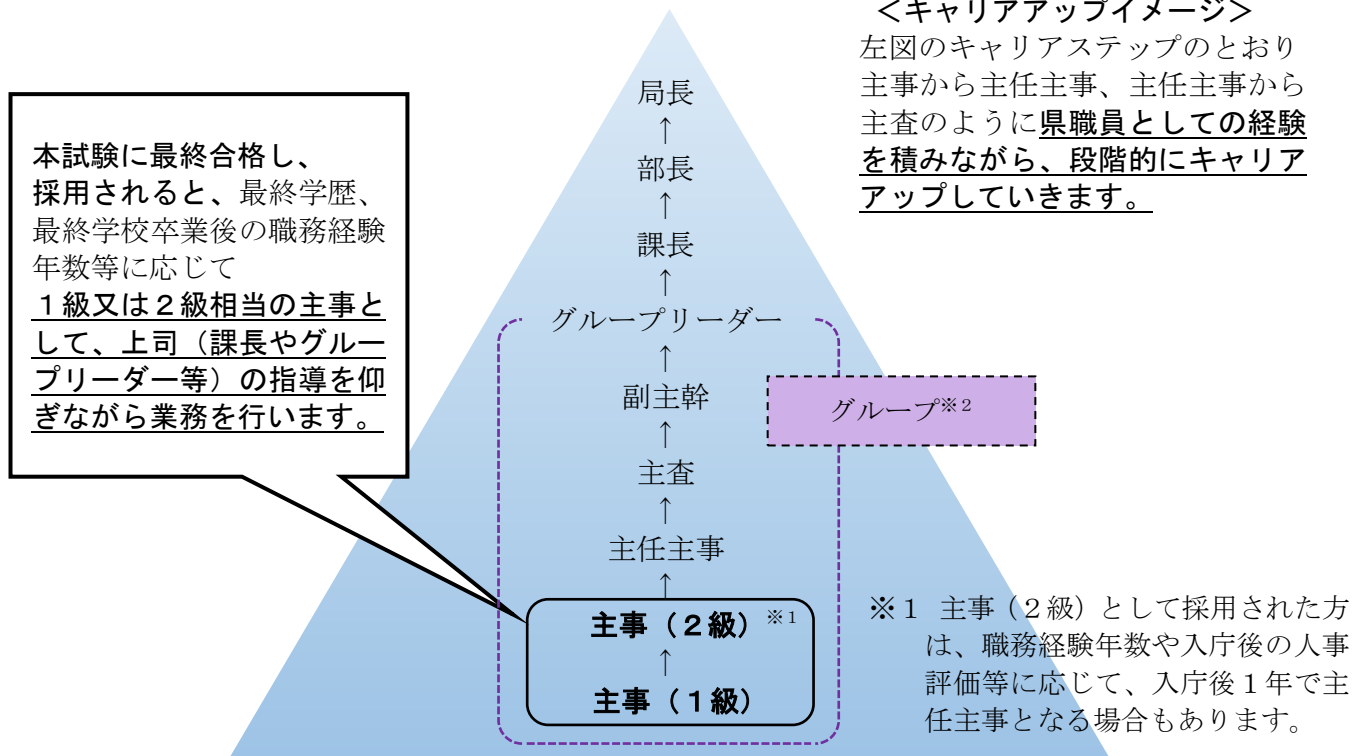 ＜キャリアアップイメージ＞
左図のキャリアステップのとおり
主事から主任主事、主任主事から
主査のように県職員としての経験
を積みながら、段階的にキャリア
アップしていきます。
本試験に最終合格し、
採用されると、最終学歴、
最終学校卒業後の職務経験
年数等に応じて
１級又は２級相当の主事と
して、上司（課長やグルー
プリーダー等）の指導を仰
ぎながら業務を行います。
局長
↑
部長
↑
課長
↑
グループリーダー
↑
副主幹
↑
主査
↑
主任主事
↑
主事（２級）※１
↑
主事（１級）
グループ※２
※１ 主事（２級）として採用された方
は、職務経験年数や入庁後の人事
評価等に応じて、入庁後１年で主
任主事となる場合もあります。